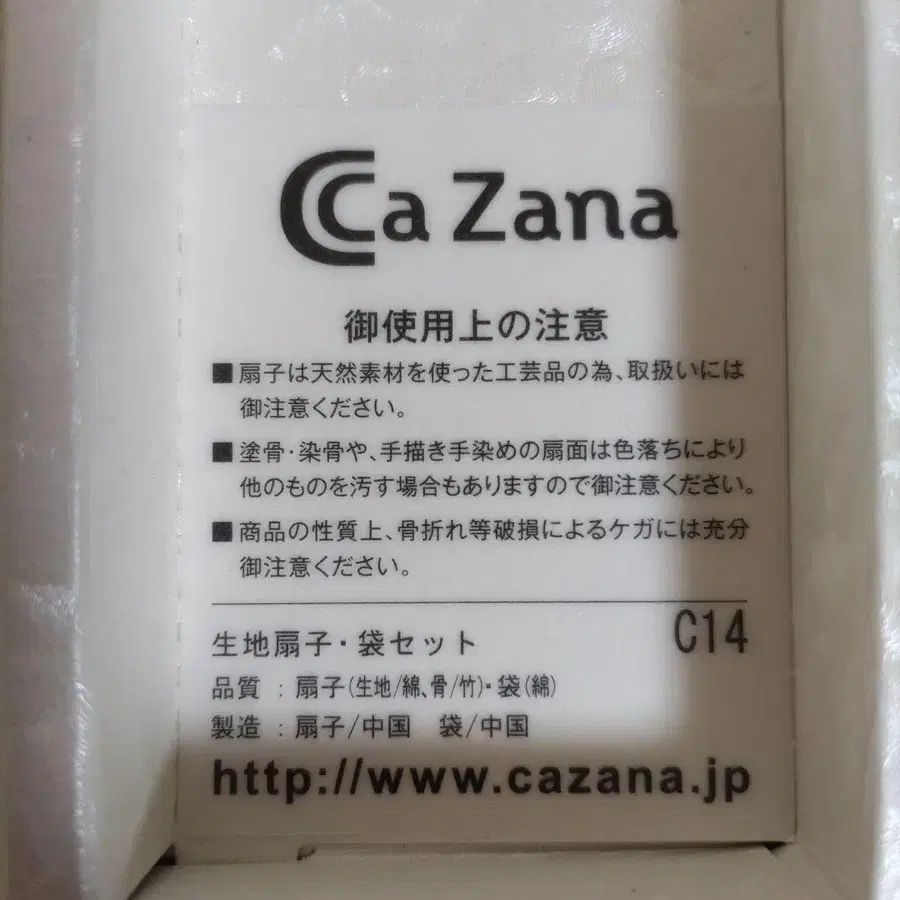 Ca Zana
御使用上の注意
■ 扇子は天然素材を使った工芸品の為、取扱いには
御注意ください。
■ 塗骨・染骨や、手描き手染めの扇面は色落ちにより
他のものを汚す場合もありますので御注意ください。
■ 商品の性質上、骨折れ等破損によるケガには充分
御注意ください。
生地扇子・袋セット C14
品質 : 扇子(生地/綿、骨/竹)・袋(綿)
製造 : 扇子/中国 袋/中国
http://www.cazana.jp